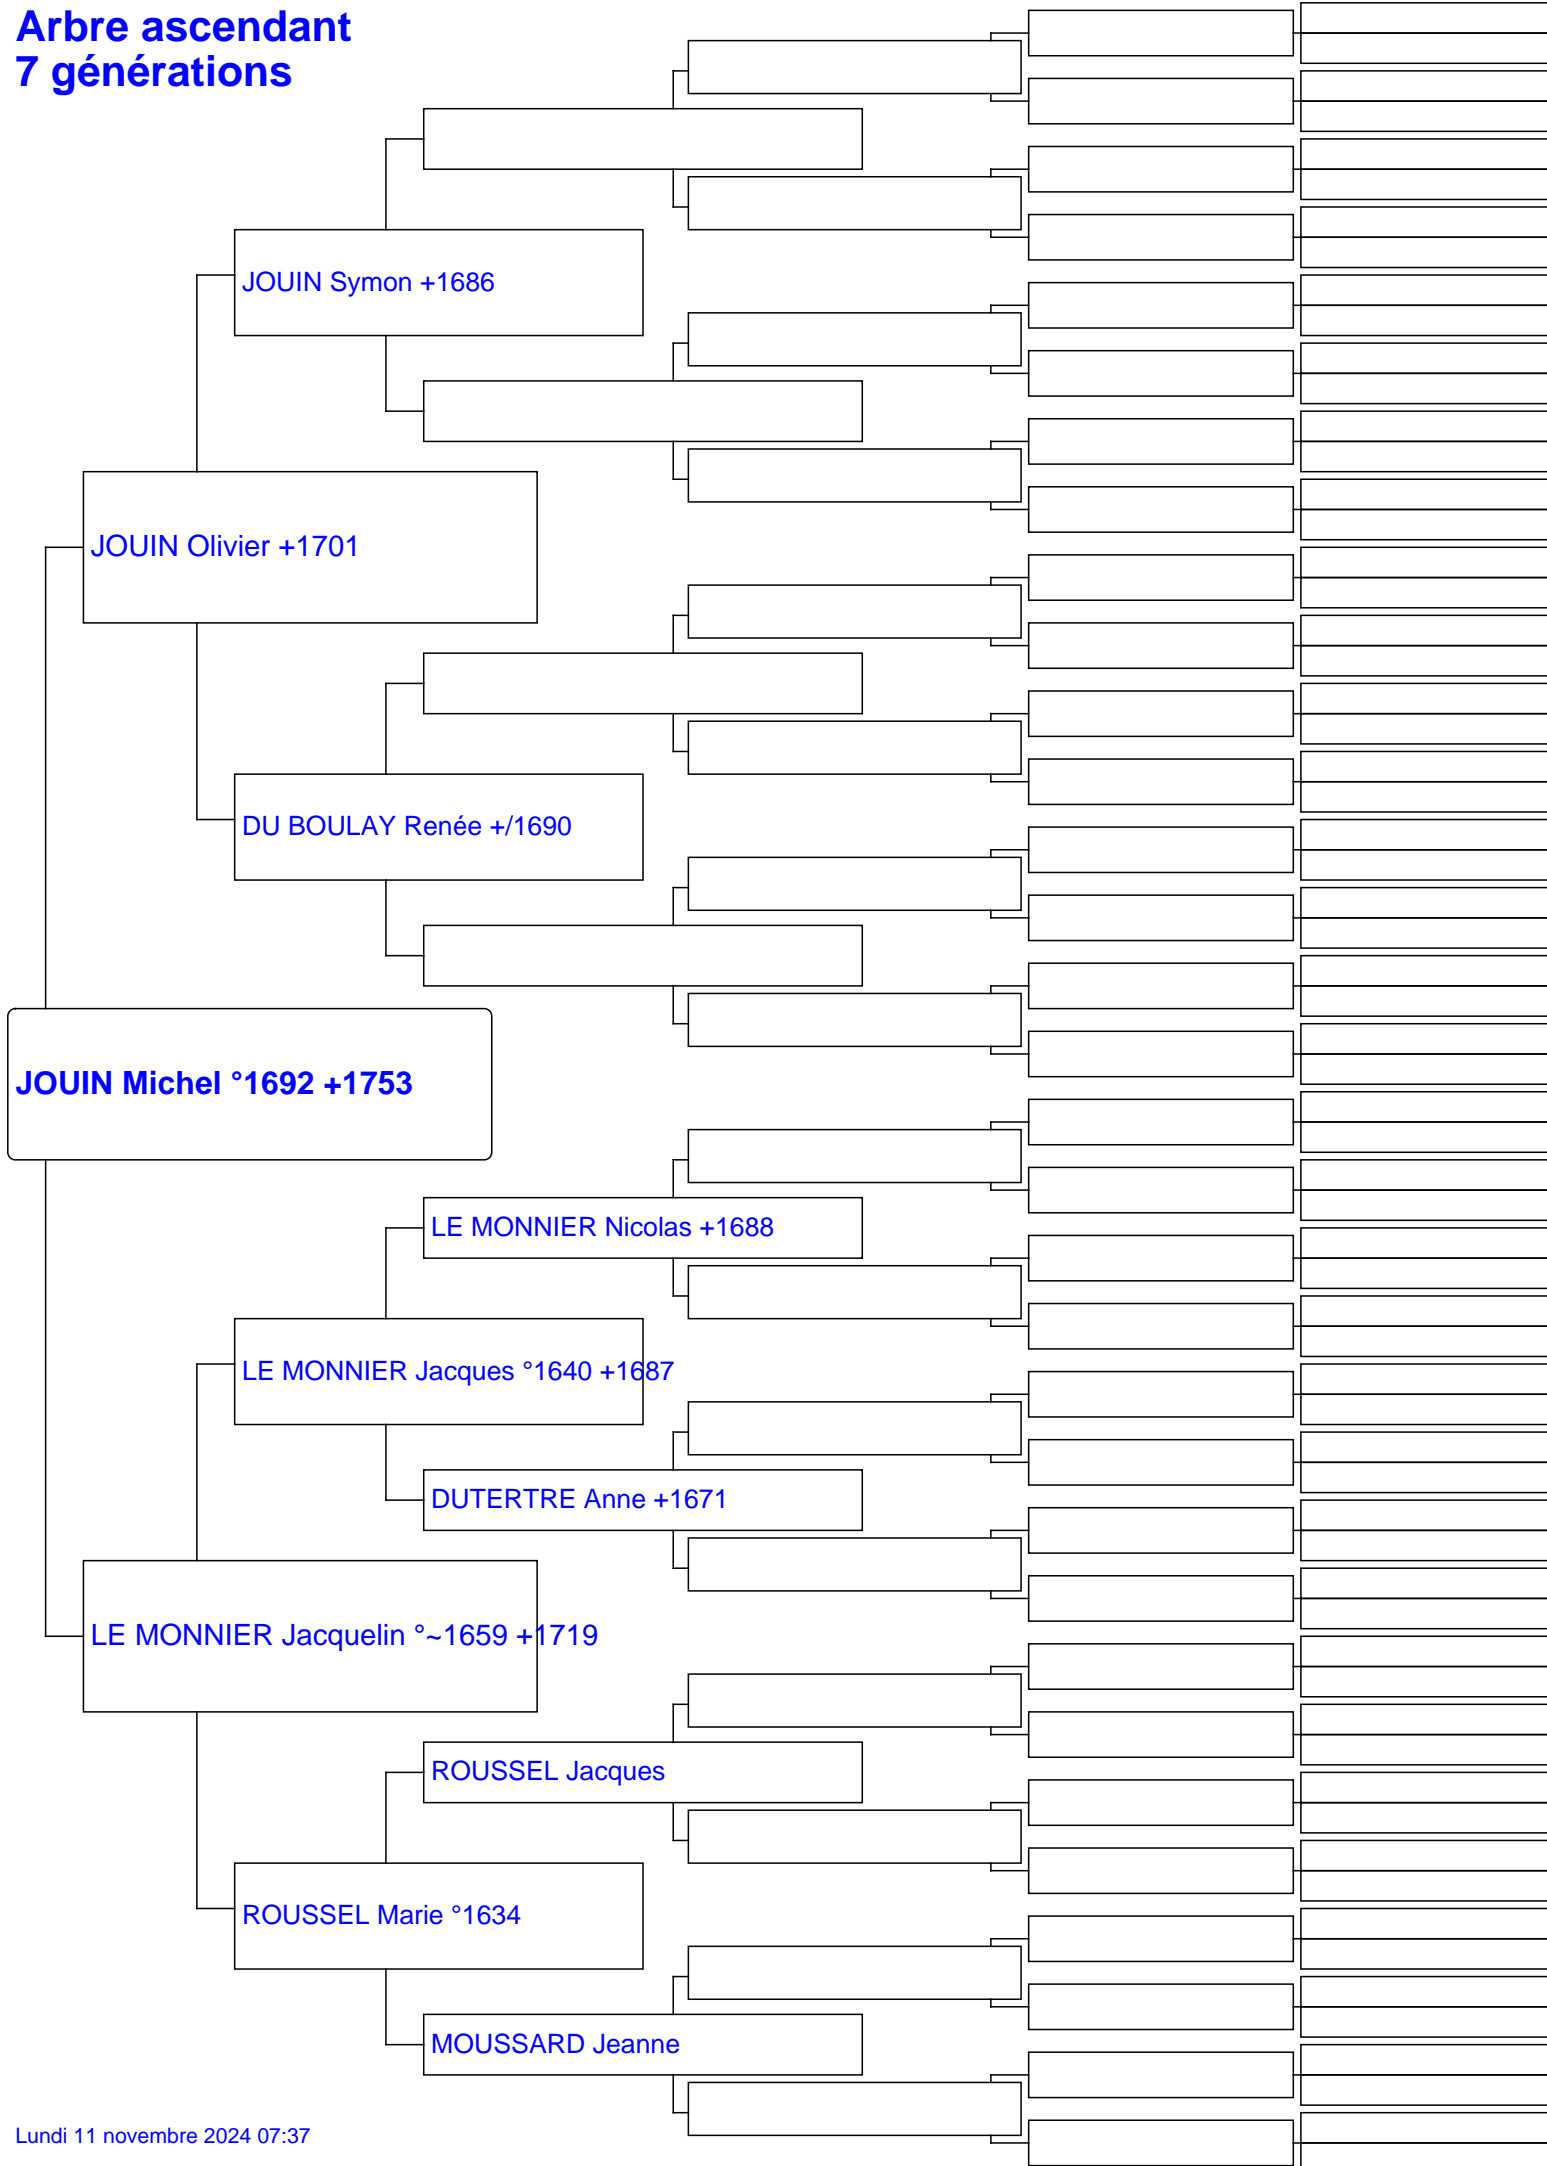 Arbre ascendant
7 générations
JOUIN Symon +1686
JOUIN Olivier +1701
DU BOULAY Renée +/1690
JOUIN Michel °1692 +1753
LE MONNIER Nicolas +1688
LE MONNIER Jacques °1640 +1687
DUTERTRE Anne +1671
LE MONNIER Jacquelin °~1659 +1719
ROUSSEL Jacques
ROUSSEL Marie °1634
MOUSSARD Jeanne
Lundi 11 novembre 2024 07:37